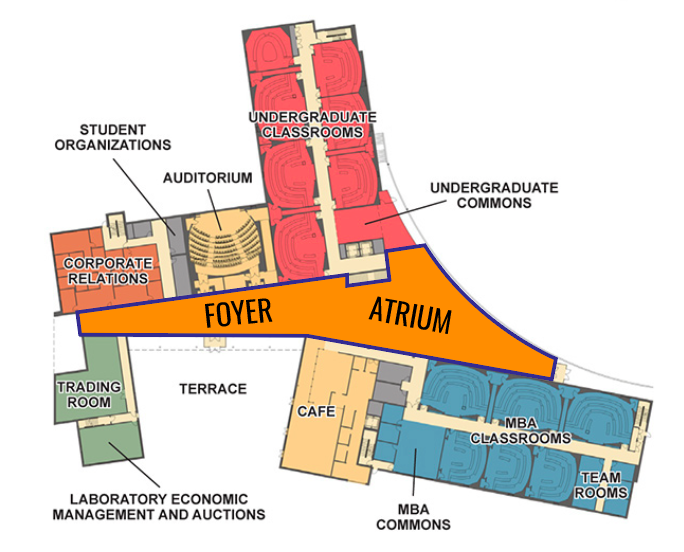 UNDERGRADUATE
CLASSROOMS
STUDENT
ORGANIZATIONS
AUDITORIUM
UNDERGRADUATE
COMMONS
CORPORATE
RELATIONS
FOYER
ATRIUM
TRADING
ROOM
TERRACE
CAFE
MBA
CLASSROOMS
TEAM
ROOMS
LABORATORY ECONOMIC
MANAGEMENT AND AUCTIONS
MBA
COMMONS